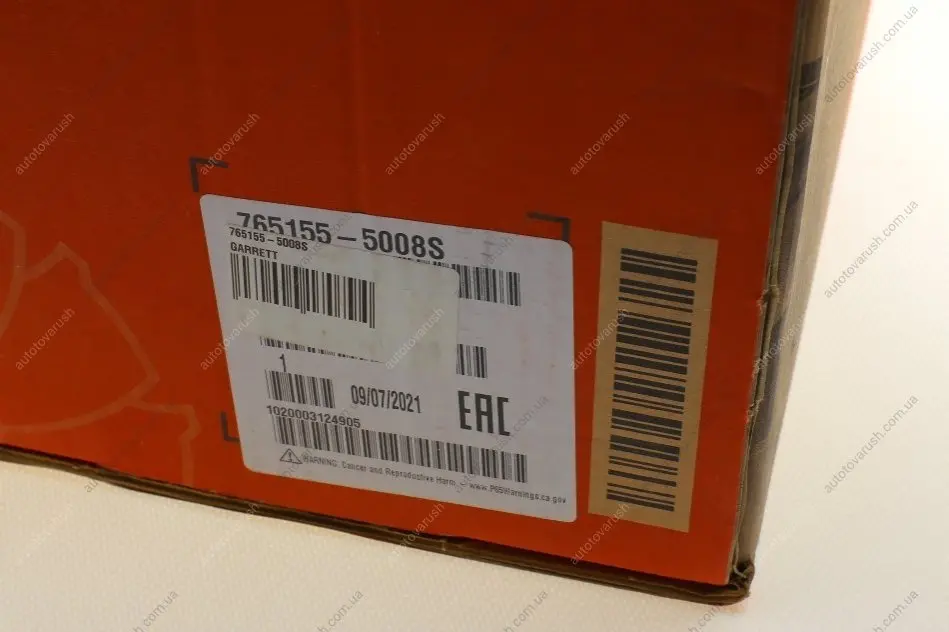 765155-5008S
765155-5008S
GARRETT
1
09/07/2021
EAC
1020003124905
WARNING: Cancer and Reproductive Harm - www.P65Warnings.ca.gov
autotovarush.com.ua